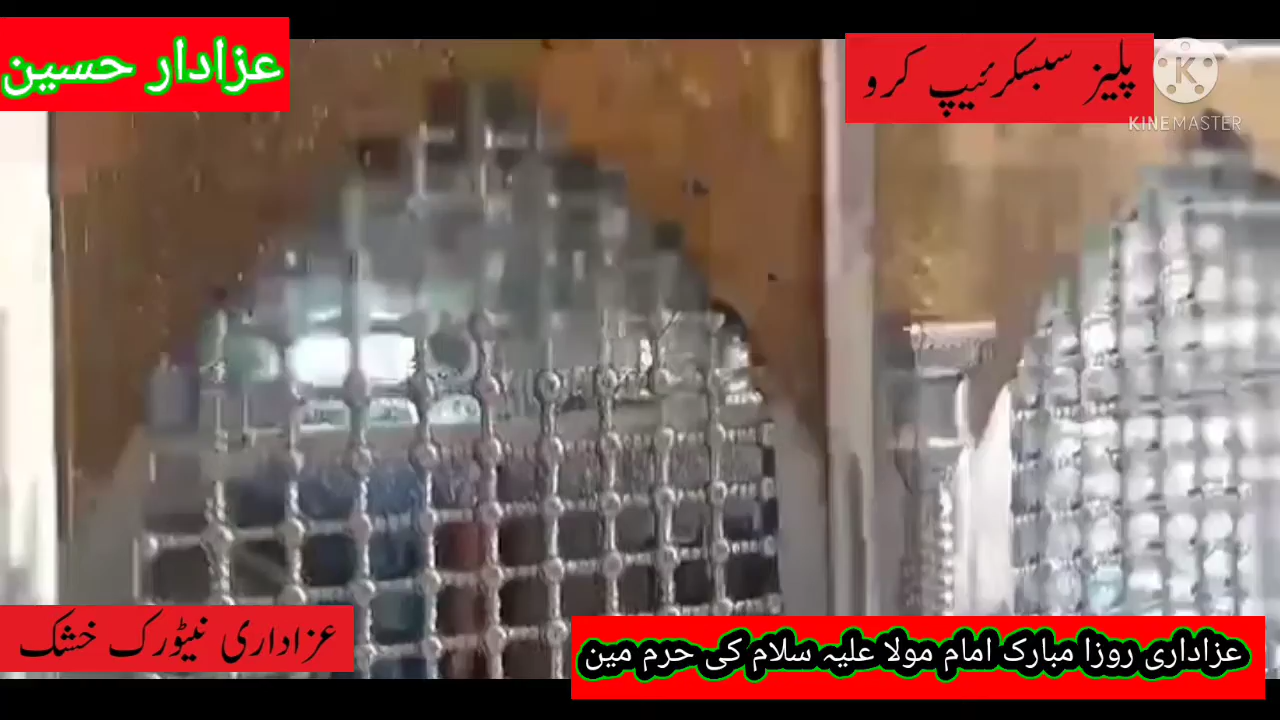 عزادار حسین
پلیز سبسکرئیپ کرو
KINEMASTER
عزاداری نیٹورک خشک
عزاداری روزا مبارک امام مولا علیہ سلام کی حرم مین